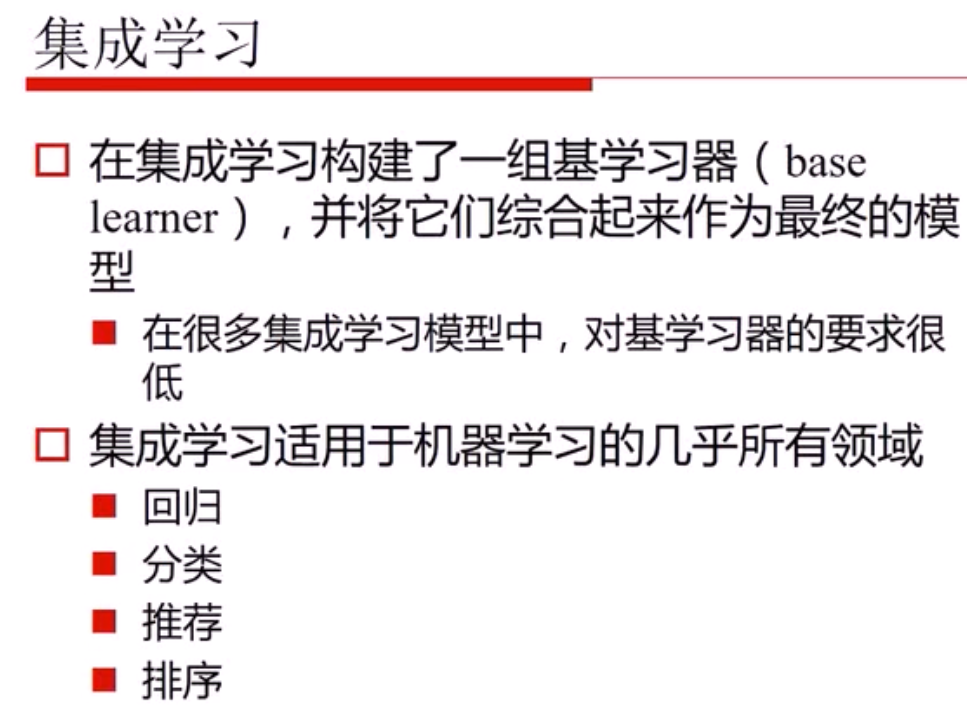 集成学习
在集成学习构建了一组基学习器（base
learner），并将它们综合起来作为最终的模
型
在很多集成学习模型中，对基学习器的要求很
低
集成学习适用于机器学习的几乎所有领域
回归
分类
推荐
排序